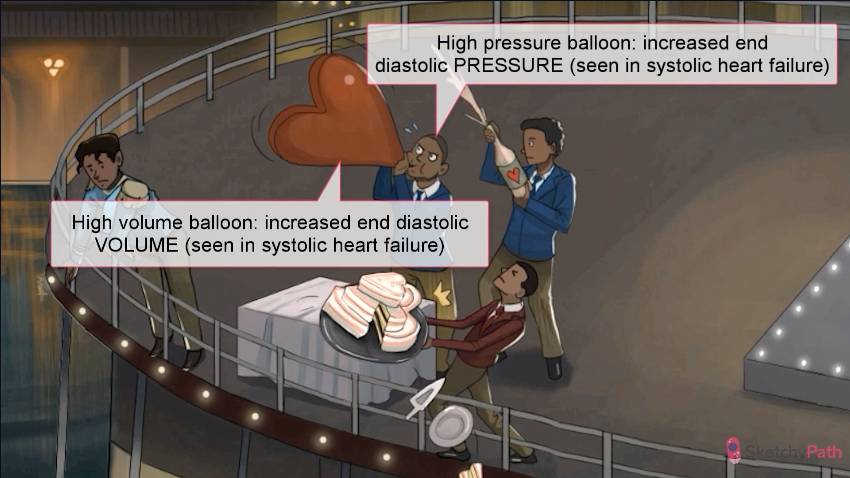 High pressure balloon: increased end
diastolic PRESSURE (seen in systolic heart failure)
High volume balloon: increased end diastolic
VOLUME (seen in systolic heart failure)
SketchyPath